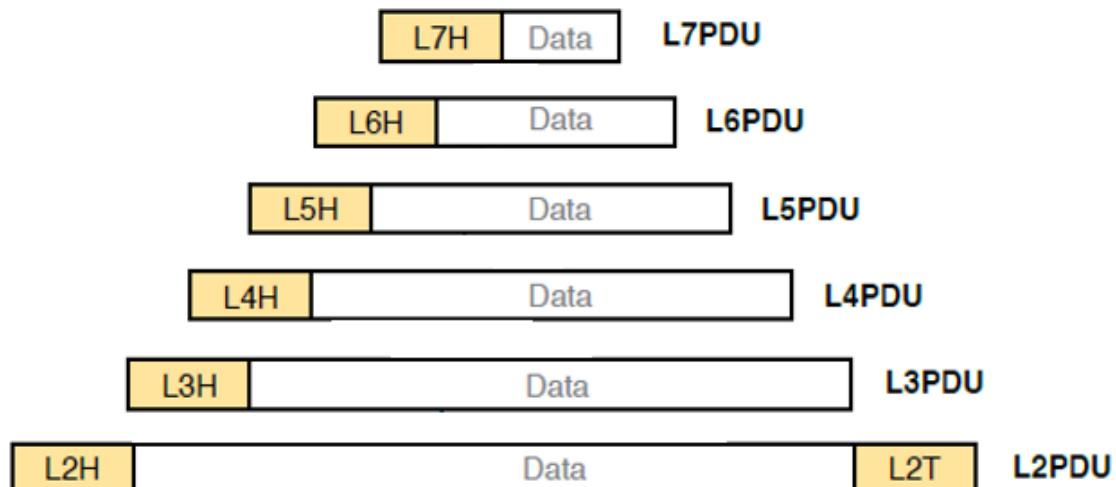 L7H Data L7PDU
L6H Data L6PDU
L5H Data L5PDU
L4H Data L4PDU
L3H Data L3PDU
L2H Data L2T L2PDU